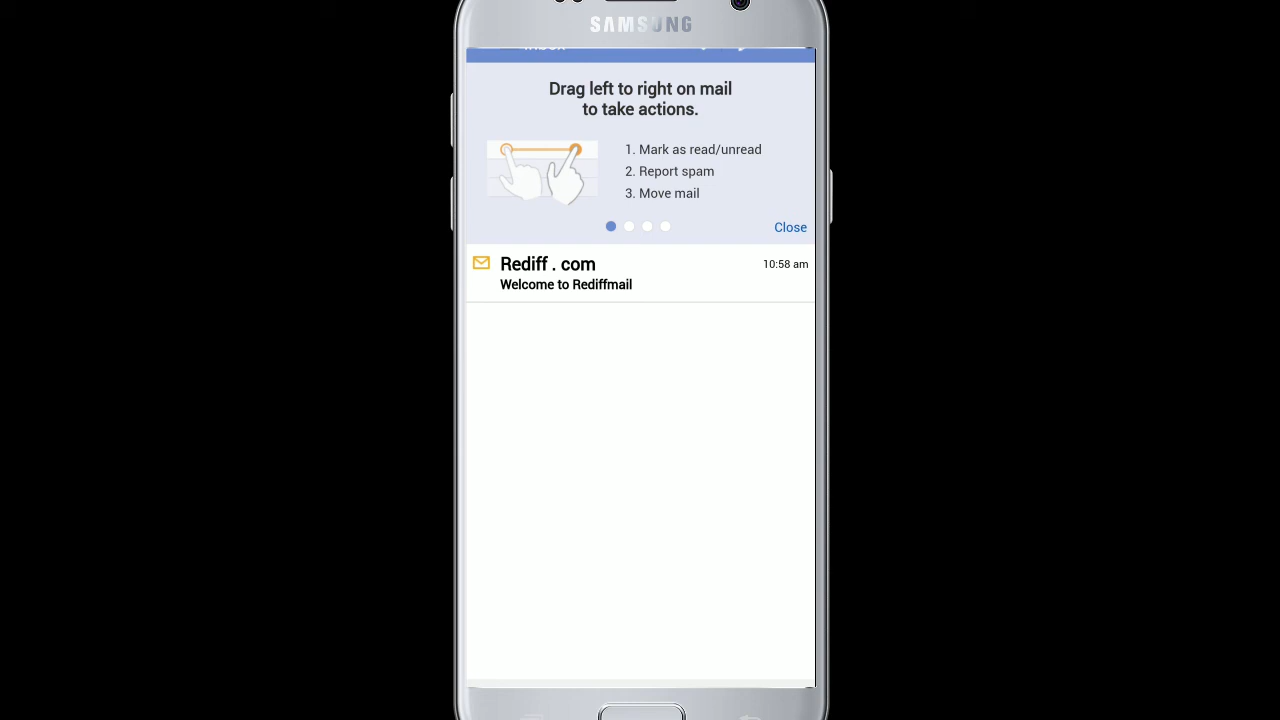 SAMSUNG
Inbox
Drag left to right on mail
to take actions.
1. Mark as read/unread
2. Report spam
3. Move mail
Close
Rediff . com
10:58 am
Welcome to Rediffmail